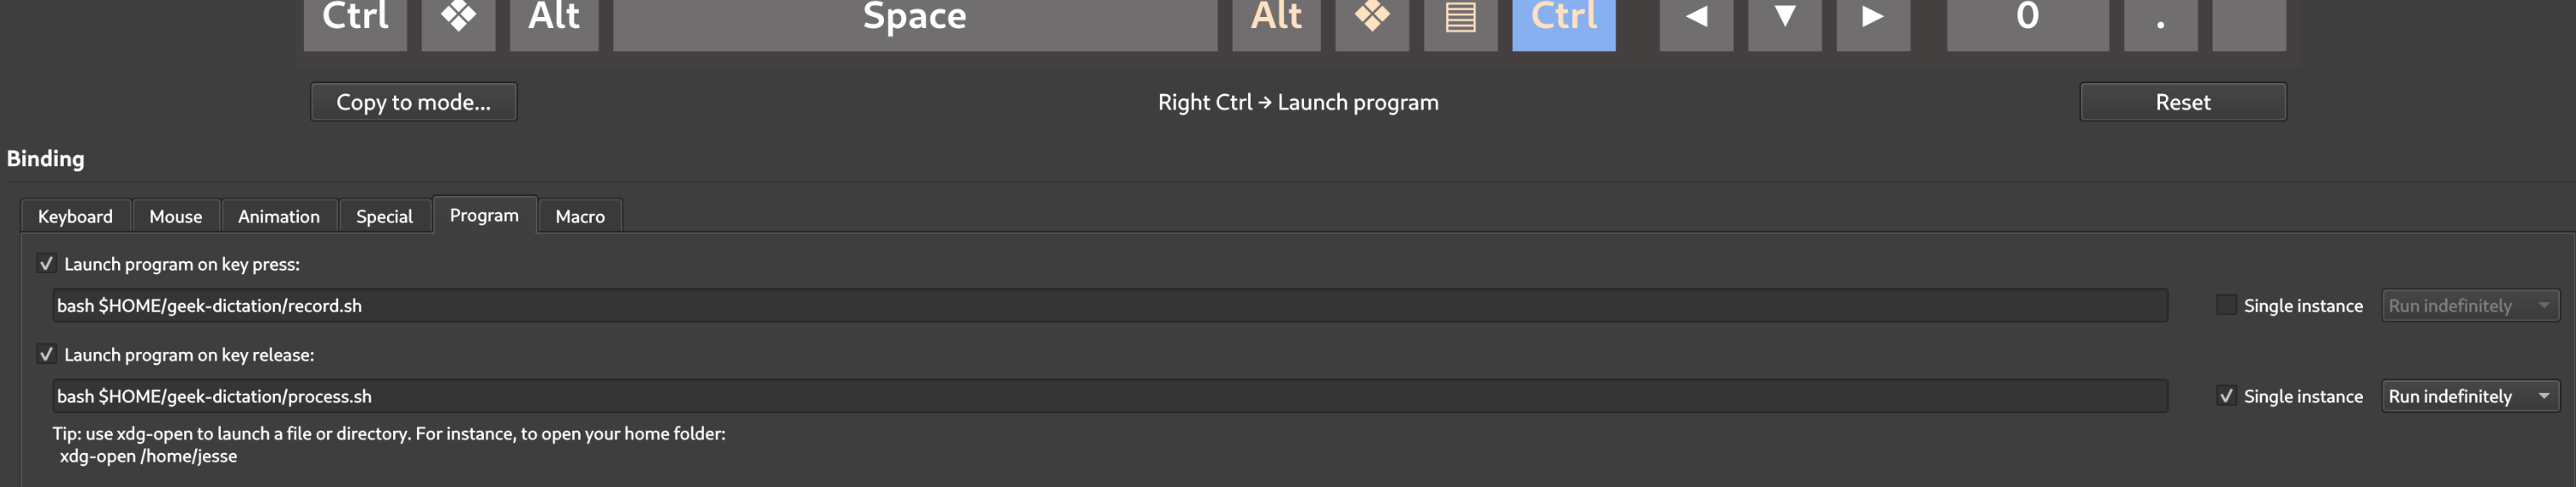 Ctrl Alt Space Alt Ctrl 0 .
Copy to mode... Right Ctrl → Launch program Reset
Binding
Keyboard Mouse Animation Special Program Macro
Launch program on key press:
bash $HOME/geek-dictation/record.sh Single instance Run indefinitely
Launch program on key release:
bash $HOME/geek-dictation/process.sh Single instance Run indefinitely
Tip: use xdg-open to launch a file or directory. For instance, to open your home folder:
xdg-open /home/jesse